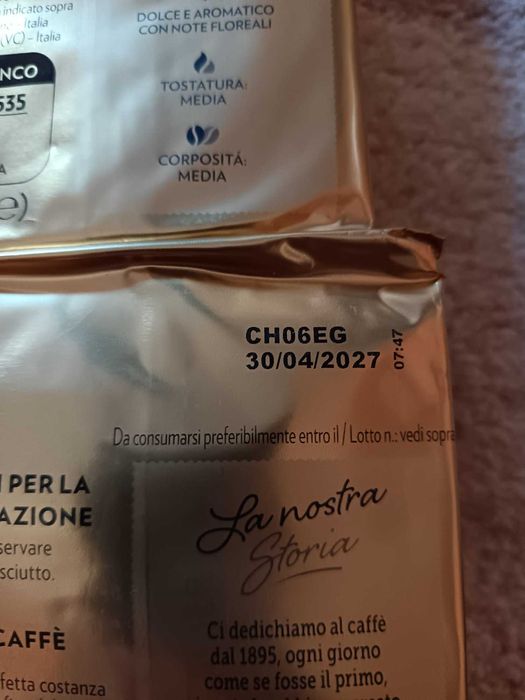 indicato sopra
Italia
(VC) – Italia
NCO
535
A
e)
DOLCE E AROMATICO
CON NOTE FLOREALI
TOSTATURA:
MEDIA
CORPOSITÁ:
MEDIA
CH06EG
30/04/2027
07:47
Da consumarsi preferibilmente entro il / Lotto n.: vedi sopra
I PER LA
AZIONE
servare
sciutto.
CAFFÈ
fetta costanza
La nostra
Storia
Ci dedichiamo al caffè
dal 1895, ogni giorno
come se fosse il primo,